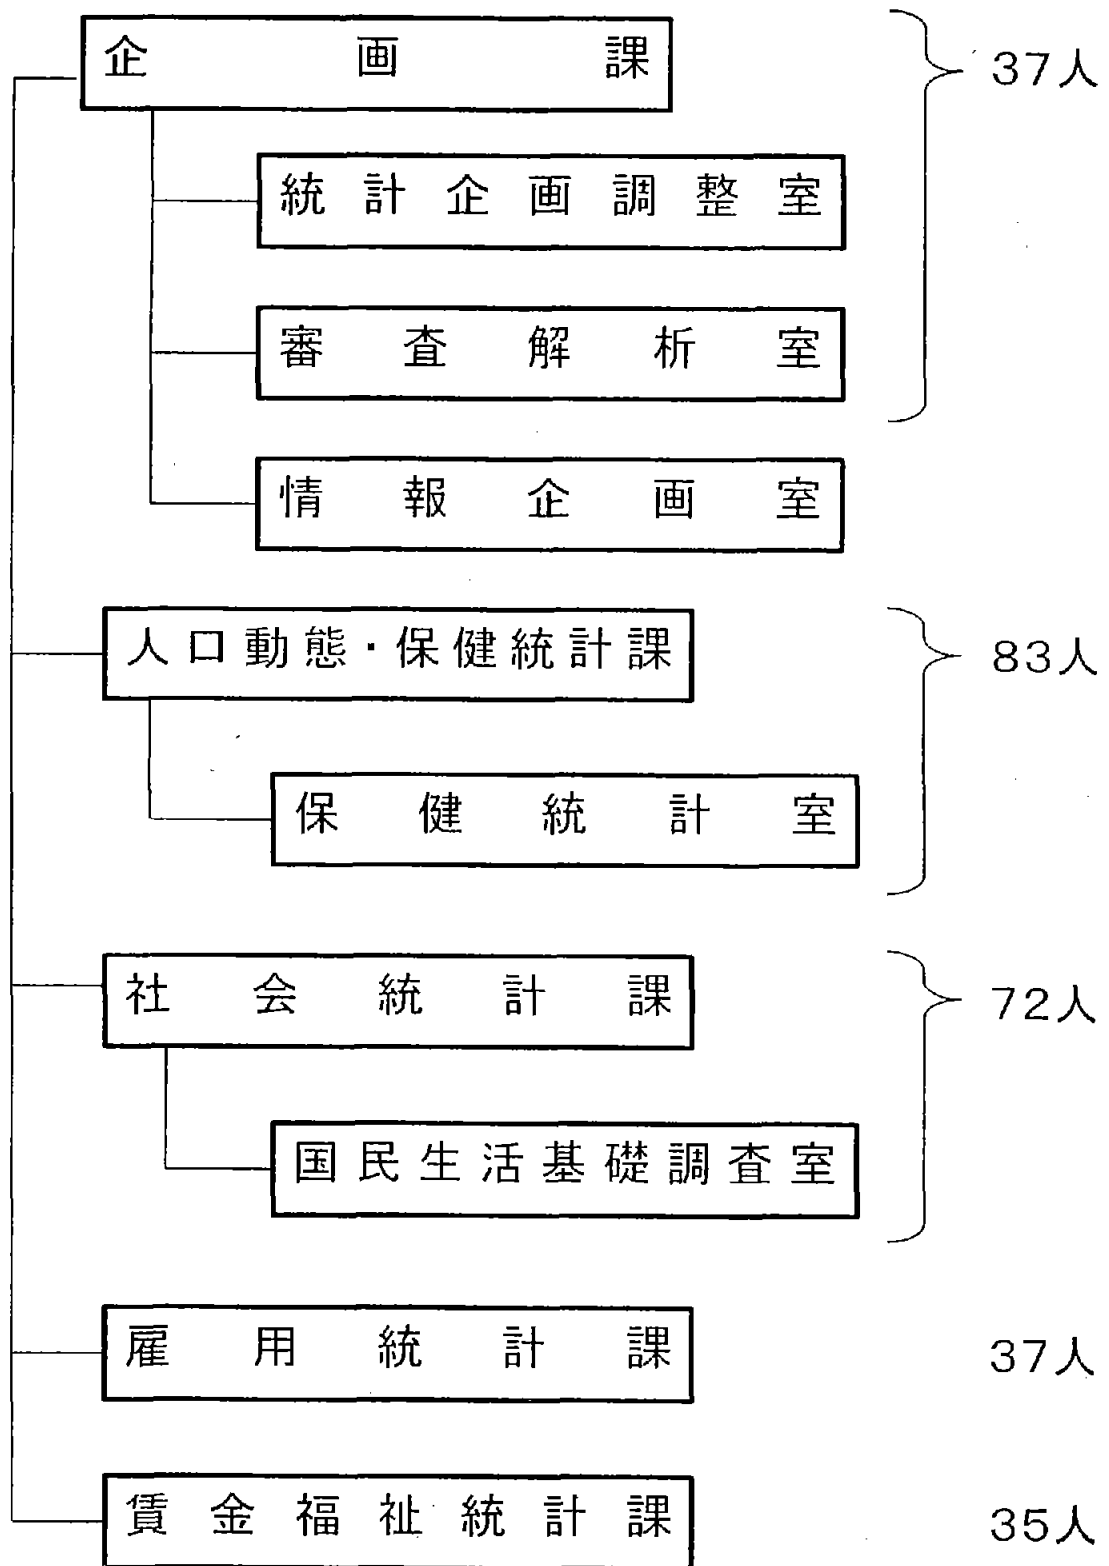 企画課 37人
統計企画調整室
審査解析室
情報企画室
人口動態・保健統計課 83人
保健統計室
社会統計課 72人
国民生活基礎調査室
雇用統計課 37人
賃金福祉統計課 35人